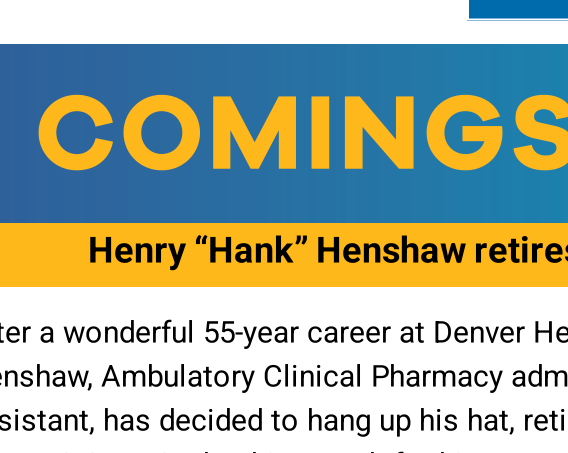 COMINGS
Henry “Hank” Henshaw retires
ter a wonderful 55-year career at Denver He
enshaw, Ambulatory Clinical Pharmacy adm
sistant, has decided to hang up his hat, reti